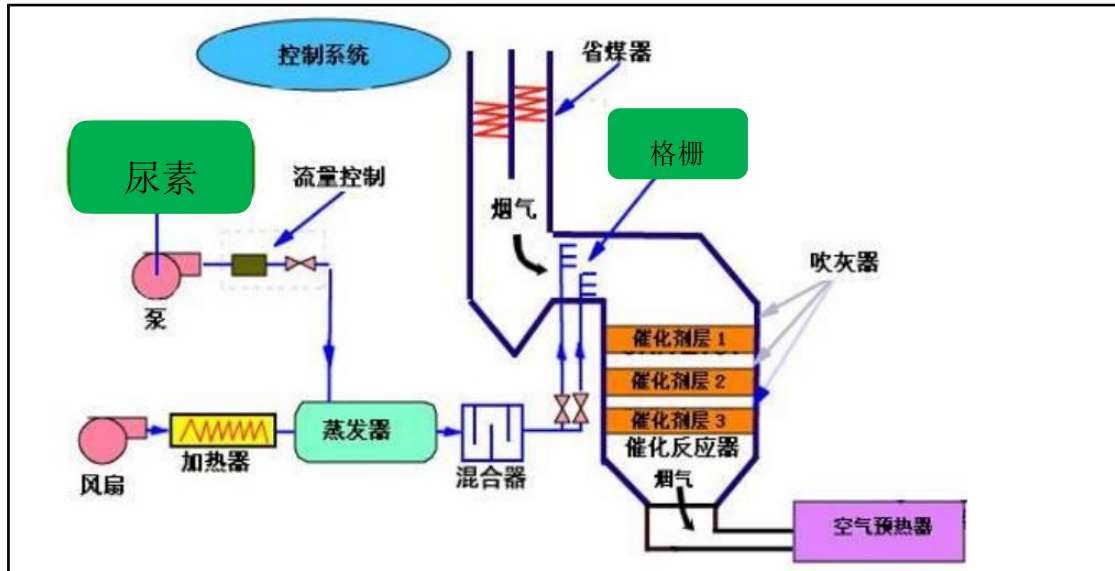 控制系统
省煤器
尿素
格栅
流量控制
烟气
吹灰器
泵
催化剂层 1
催化剂层 2
催化剂层 3
蒸发器
催化反应器
加热器
混合器
烟气
风扇
空气预热器